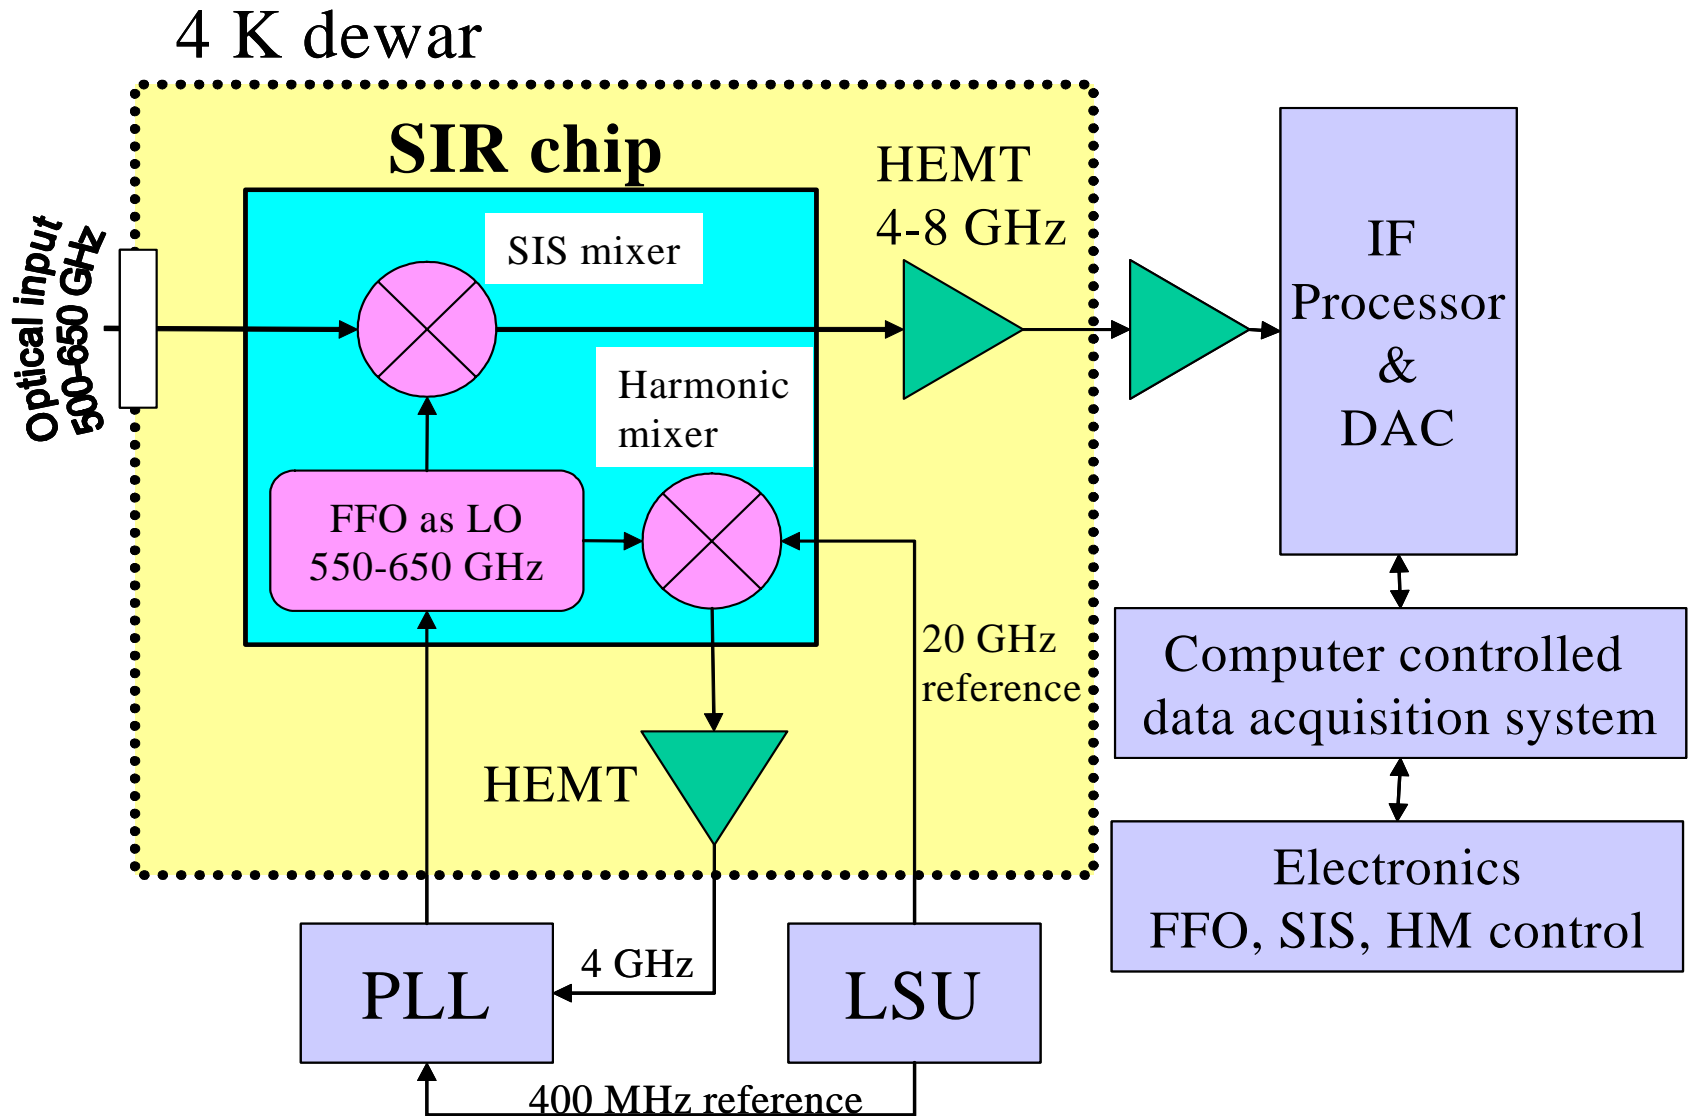 4 K dewar
SIR chip
HEMT
4-8 GHz
Optical input
500-650 GHz
SIS mixer
Harmonic
mixer
FFO as LO
550-650 GHz
IF
Processor
&
DAC
20 GHz
reference
Computer controlled
data acquisition system
HEMT
Electronics
FFO, SIS, HM control
4 GHz
PLL
LSU
400 MHz reference